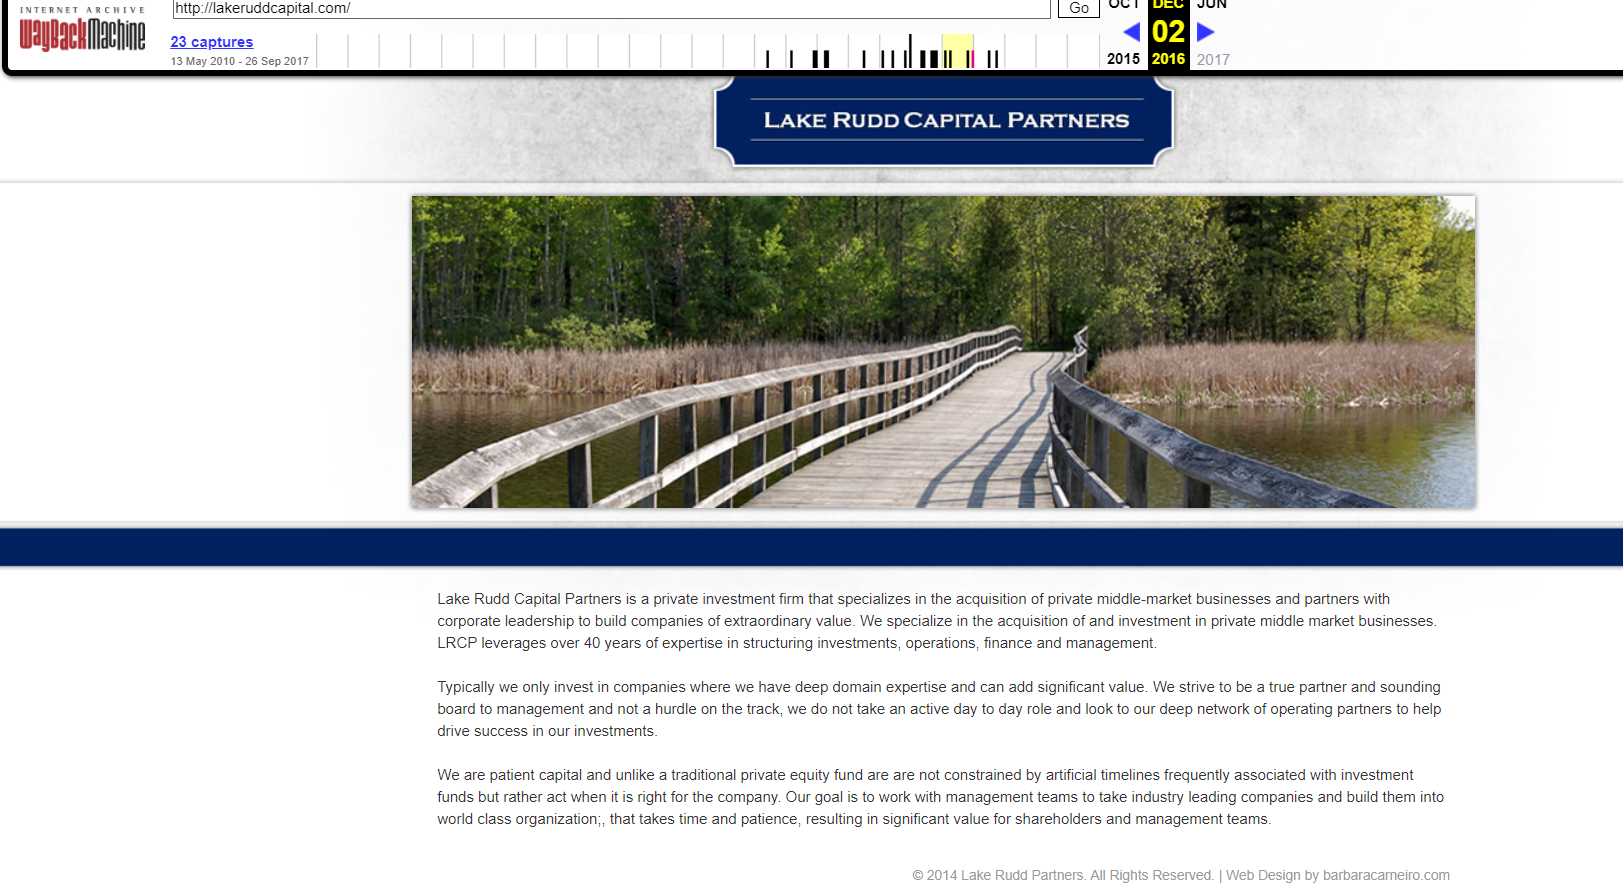 INTERNET ARCHIVE
WayBackMachine
http://lakeruddcapital.com/
Go
OCT DEC JUN
02
23 captures
13 May 2010 - 26 Sep 2017
2015 2016 2017
LAKE RUDD CAPITAL PARTNERS
Lake Rudd Capital Partners is a private investment firm that specializes in the acquisition of private middle-market businesses and partners with
corporate leadership to build companies of extraordinary value. We specialize in the acquisition of and investment in private middle market businesses.
LRCP leverages over 40 years of expertise in structuring investments, operations, finance and management.
Typically we only invest in companies where we have deep domain expertise and can add significant value. We strive to be a true partner and sounding
board to management and not a hurdle on the track, we do not take an active day to day role and look to our deep network of operating partners to help
drive success in our investments.
We are patient capital and unlike a traditional private equity fund are are not constrained by artificial timelines frequently associated with investment
funds but rather act when it is right for the company. Our goal is to work with management teams to take industry leading companies and build them into
world class organization;, that takes time and patience, resulting in significant value for shareholders and management teams.
© 2014 Lake Rudd Partners. All Rights Reserved. | Web Design by barbaracarneiro.com